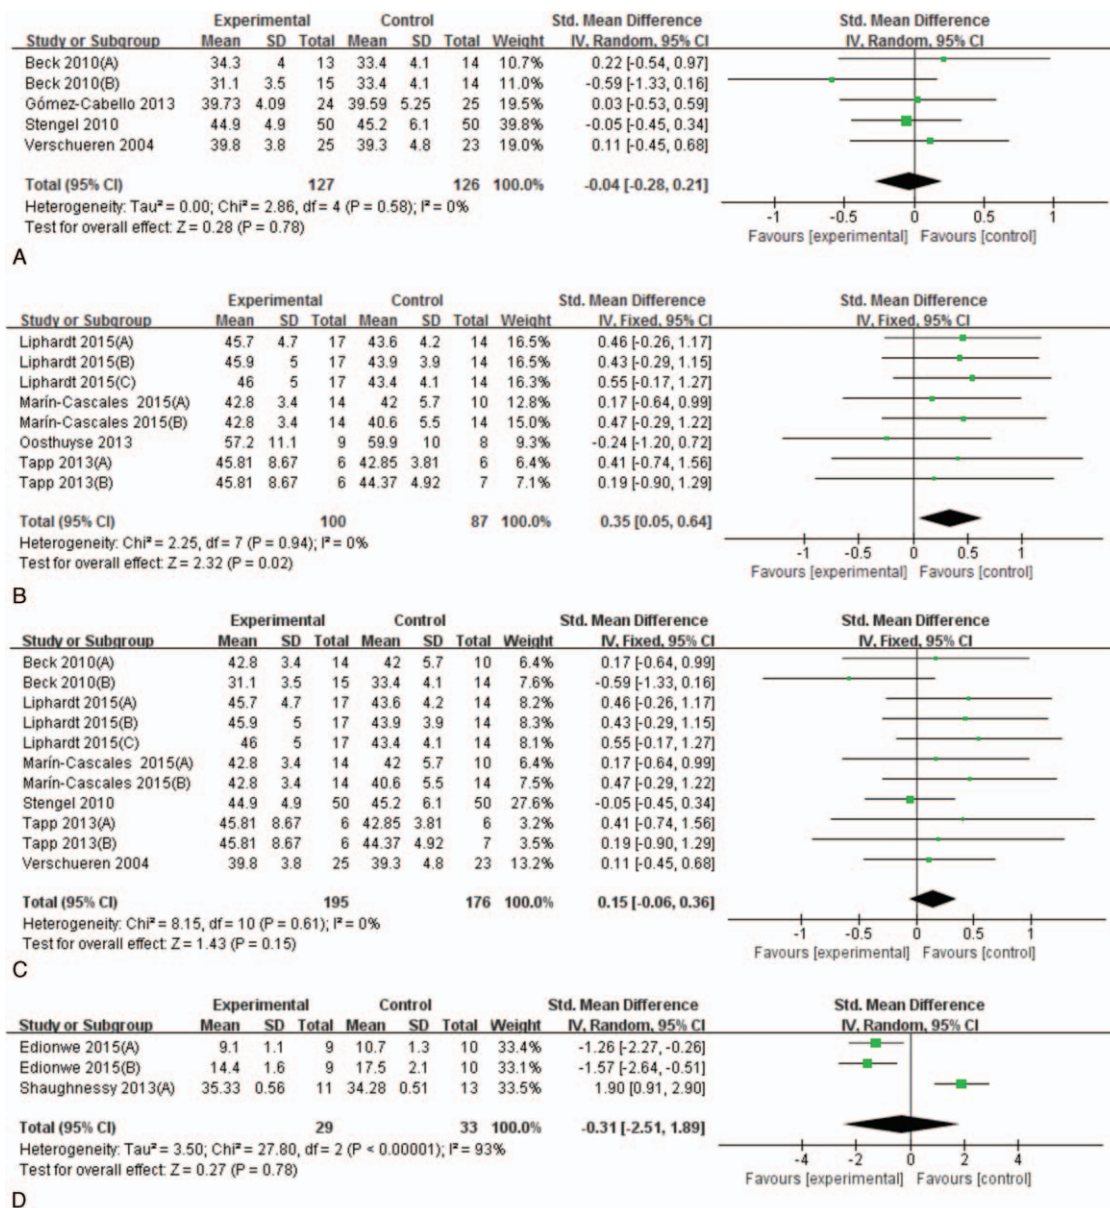 Experimental Control Std. Mean Difference Std. Mean Difference
Study or Subgroup Mean SD Total Mean SD Total Weight IV, Random, 95% CI IV, Random, 95% CI
Beck 2010(A) 34.3 4 13 33.4 4.1 14 10.7% 0.22 [-0.54, 0.97]
Beck 2010(B) 31.1 3.5 15 33.4 4.1 14 11.0% -0.59 [-1.33, 0.16]
Gómez-Cabello 2013 39.73 4.09 24 39.59 5.25 25 19.5% 0.03 [-0.53, 0.59]
Stengel 2010 44.9 4.9 50 45.2 6.1 50 39.8% -0.05 [-0.45, 0.34]
Verschueren 2004 39.8 3.8 25 39.3 4.8 23 19.0% 0.11 [-0.45, 0.68]
Total (95% CI) 127 126 100.0% -0.04 [-0.28, 0.21]
Heterogeneity: Tau² = 0.00; Chi² = 2.86, df = 4 (P = 0.58); I² = 0%
Test for overall effect: Z = 0.28 (P = 0.78)
-1 -0.5 0 0.5 1
Favours [experimental] Favours [control]
A
Experimental Control Std. Mean Difference Std. Mean Difference
Study or Subgroup Mean SD Total Mean SD Total Weight IV, Fixed, 95% CI IV, Fixed, 95% CI
Liphardt 2015(A) 45.7 4.7 17 43.6 4.2 14 16.5% 0.46 [-0.26, 1.17]
Liphardt 2015(B) 45.9 5 17 43.9 3.9 14 16.5% 0.43 [-0.29, 1.15]
Liphardt 2015(C) 46 5 17 43.4 4.1 14 16.3% 0.55 [-0.17, 1.27]
Marín-Cascales 2015(A) 42.8 3.4 14 42 5.7 10 12.8% 0.17 [-0.64, 0.99]
Marín-Cascales 2015(B) 42.8 3.4 14 40.6 5.5 14 15.0% 0.47 [-0.29, 1.22]
Oosthuyse 2013 57.2 11.1 9 59.9 10 8 9.3% -0.24 [-1.20, 0.72]
Tapp 2013(A) 45.81 8.67 6 42.85 3.81 6 6.4% 0.41 [-0.74, 1.56]
Tapp 2013(B) 45.81 8.67 6 44.37 4.92 7 7.1% 0.19 [-0.90, 1.29]
Total (95% CI) 100 87 100.0% 0.35 [0.05, 0.64]
Heterogeneity: Chi² = 2.25, df = 7 (P = 0.94); I² = 0%
Test for overall effect: Z = 2.32 (P = 0.02)
-1 -0.5 0 0.5 1
Favours [experimental] Favours [control]
B
Experimental Control Std. Mean Difference Std. Mean Difference
Study or Subgroup Mean SD Total Mean SD Total Weight IV, Fixed, 95% CI IV, Fixed, 95% CI
Beck 2010(A) 42.8 3.4 14 42 5.7 10 6.4% 0.17 [-0.64, 0.99]
Beck 2010(B) 31.1 3.5 15 33.4 4.1 14 7.6% -0.59 [-1.33, 0.16]
Liphardt 2015(A) 45.7 4.7 17 43.6 4.2 14 8.2% 0.46 [-0.26, 1.17]
Liphardt 2015(B) 45.9 5 17 43.9 3.9 14 8.3% 0.43 [-0.29, 1.15]
Liphardt 2015(C) 46 5 17 43.4 4.1 14 8.1% 0.55 [-0.17, 1.27]
Marín-Cascales 2015(A) 42.8 3.4 14 42 5.7 10 6.4% 0.17 [-0.64, 0.99]
Marín-Cascales 2015(B) 42.8 3.4 14 40.6 5.5 14 7.5% 0.47 [-0.29, 1.22]
Stengel 2010 44.9 4.9 50 45.2 6.1 50 27.6% -0.05 [-0.45, 0.34]
Tapp 2013(A) 45.81 8.67 6 42.85 3.81 6 3.2% 0.41 [-0.74, 1.56]
Tapp 2013(B) 45.81 8.67 6 44.37 4.92 7 3.5% 0.19 [-0.90, 1.29]
Verschueren 2004 39.8 3.8 25 39.3 4.8 23 13.2% 0.11 [-0.45, 0.68]
Total (95% CI) 195 176 100.0% 0.15 [-0.06, 0.36]
Heterogeneity: Chi² = 8.15, df = 10 (P = 0.61); I² = 0%
Test for overall effect: Z = 1.43 (P = 0.15)
-1 -0.5 0 0.5 1
Favours [experimental] Favours [control]
C
Experimental Control Std. Mean Difference Std. Mean Difference
Study or Subgroup Mean SD Total Mean SD Total Weight IV, Random, 95% CI IV, Random, 95% CI
Edionwe 2015(A) 9.1 1.1 9 10.7 1.3 10 33.4% -1.26 [-2.27, -0.26]
Edionwe 2015(B) 14.4 1.6 9 17.5 2.1 10 33.1% -1.57 [-2.64, -0.51]
Shaughnessy 2013(A) 35.33 0.56 11 34.28 0.51 13 33.5% 1.90 [0.91, 2.90]
Total (95% CI) 29 33 100.0% -0.31 [-2.51, 1.89]
Heterogeneity: Tau² = 3.50; Chi² = 27.80, df = 2 (P < 0.00001); I² = 93%
Test for overall effect: Z = 0.27 (P = 0.78)
-4 -2 0 2 4
Favours [experimental] Favours [control]
D